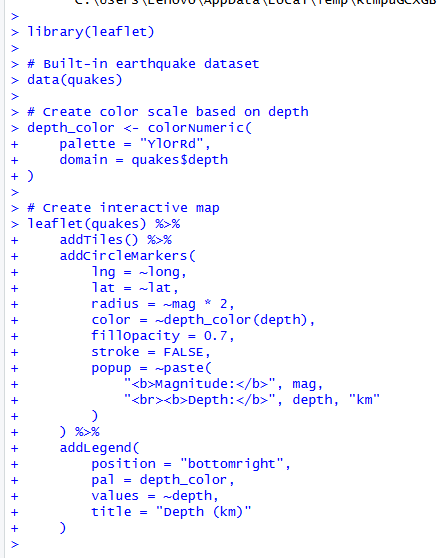 C:\Users\Lenovo\AppData\Local\Temp\RtmpuGCXGB
>
> library(leaflet)
>
> # Built-in earthquake dataset
> data(quakes)
>
> # Create color scale based on depth
> depth_color <- colorNumeric(
+     palette = "YlOrRd",
+     domain = quakes$depth
+ )
>
> # Create interactive map
> leaflet(quakes) %>%
+     addTiles() %>%
+     addCircleMarkers(
+         lng = ~long,
+         lat = ~lat,
+         radius = ~mag * 2,
+         color = ~depth_color(depth),
+         fillOpacity = 0.7,
+         stroke = FALSE,
+         popup = ~paste(
+             "<b>Magnitude:</b>", mag,
+             "<br><b>Depth:</b>", depth, "km"
+         )
+     ) %>%
+     addLegend(
+         position = "bottomright",
+         pal = depth_color,
+         values = ~depth,
+         title = "Depth (km)"
+     )
>